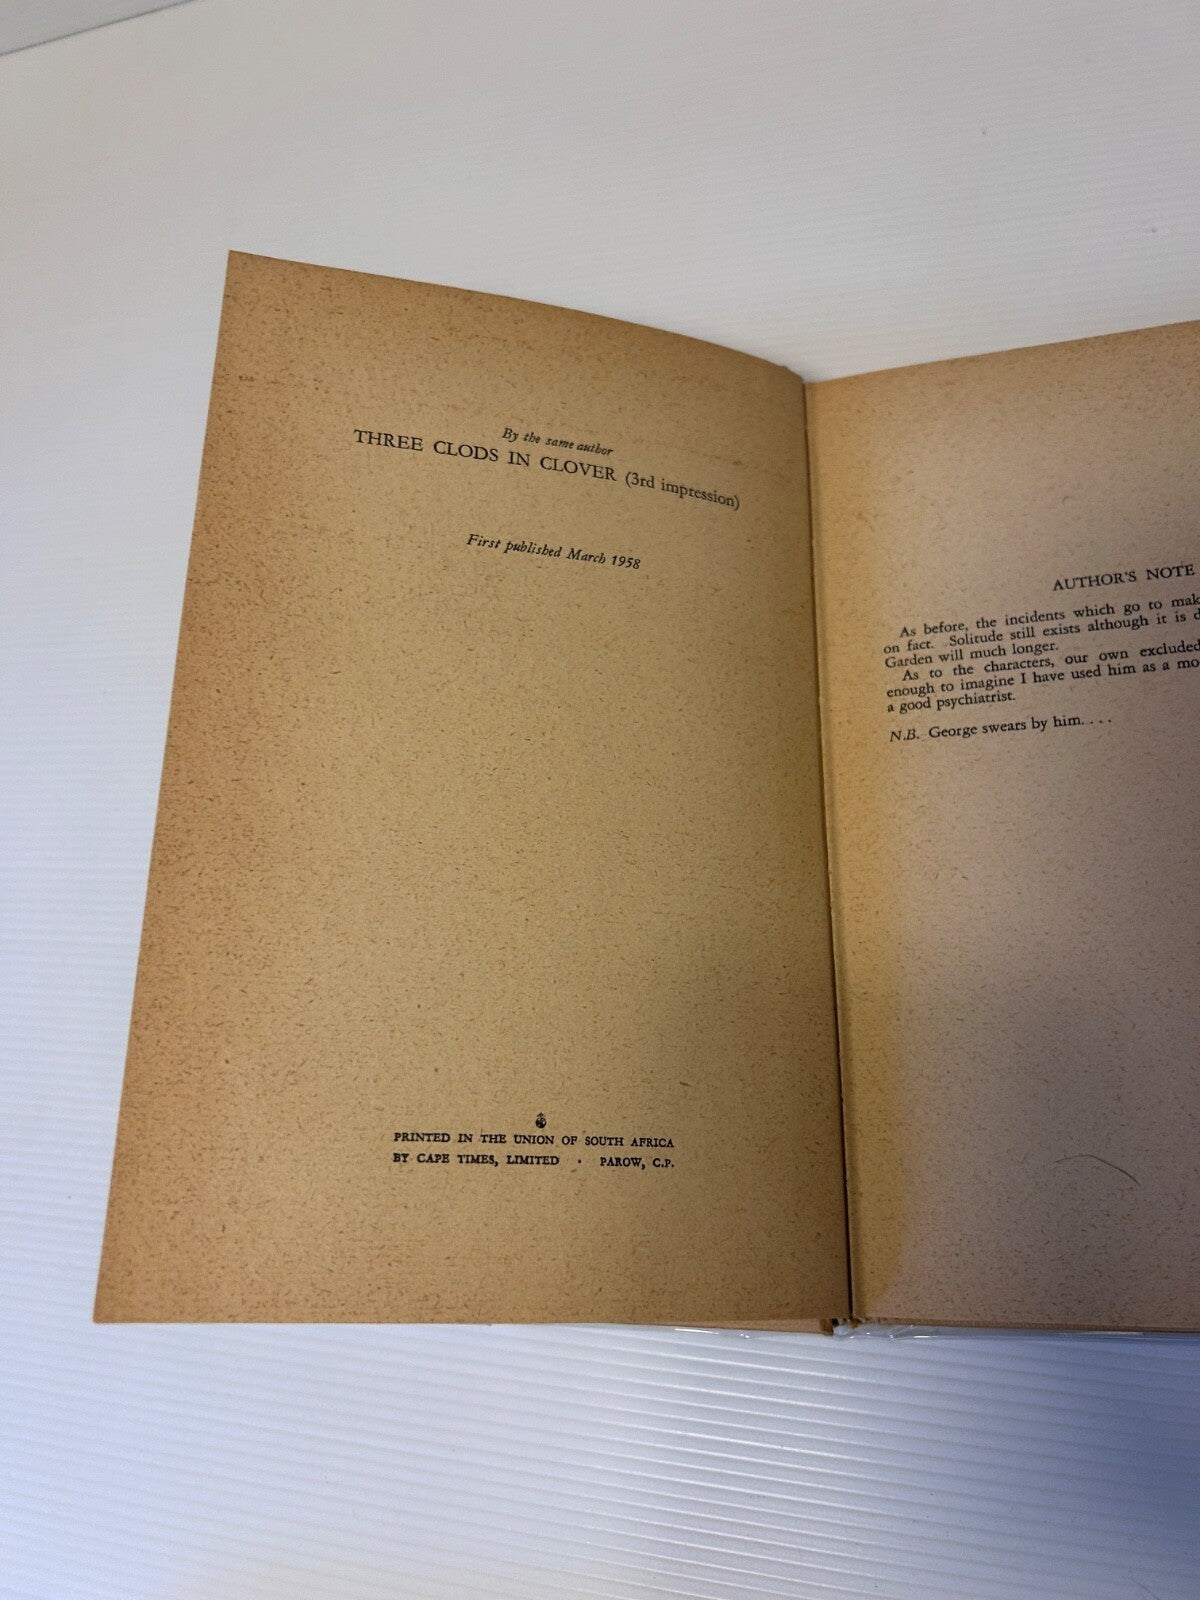 By the same author
THREE CLODS IN CLOVER (3rd impression)
First published March 1958
PRINTED IN THE UNION OF SOUTH AFRICA
BY CAPE TIMES, LIMITED · PAROW, C.P.
AUTHOR'S NOTE
As before, the incidents which go to mak
on fact. Solitude still exists although it is d
Garden will much longer.
As to the characters, our own excluded
enough to imagine I have used him as a mo
a good psychiatrist.
N.B. George swears by him. . . .